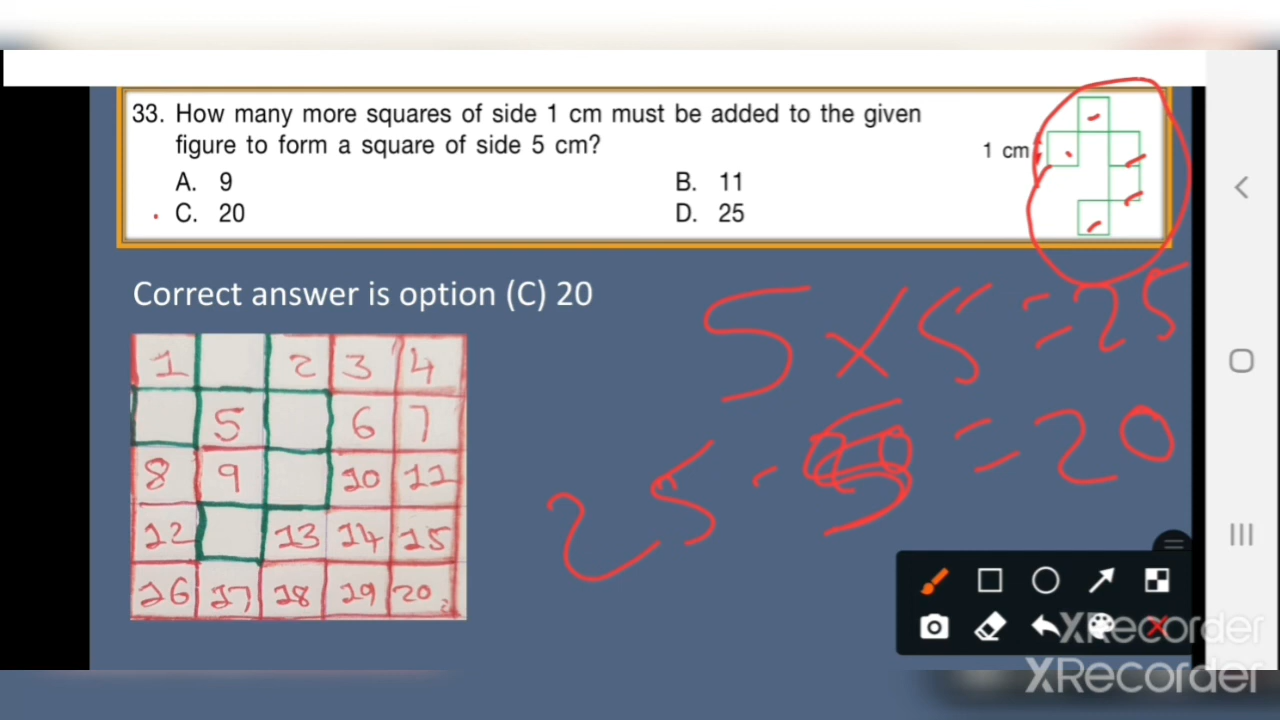 33. How many more squares of side 1 cm must be added to the given
figure to form a square of side 5 cm?
1 cm
A. 9
B. 11
C. 20
D. 25
Correct answer is option (C) 20
5 × 5 = 25
25 - 5 = 20
1 2 3 4
5 6 7
8 9 10 11
12 13 14 15
16 17 18 19 20
XRecorder
XRecorder